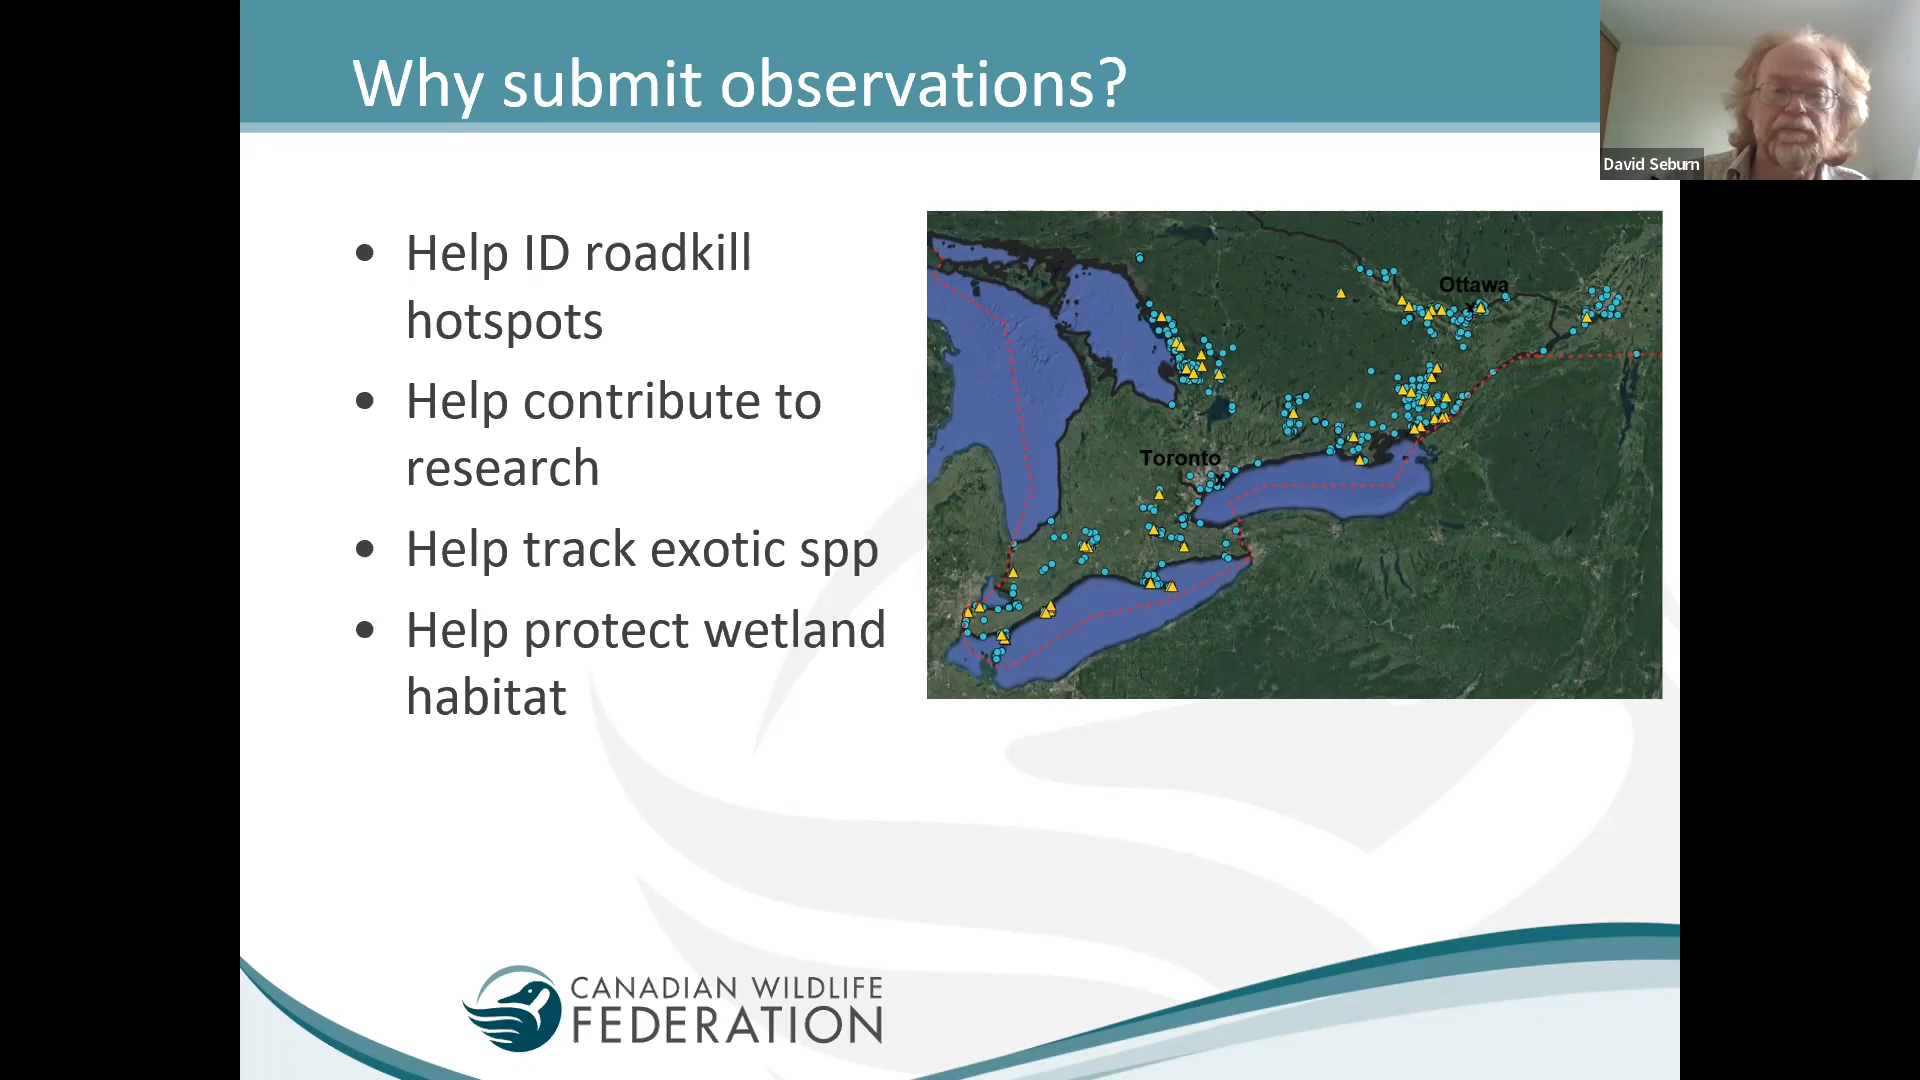 Why submit observations?
David Seburn
• Help ID roadkill
hotspots
• Help contribute to
research
• Help track exotic spp
• Help protect wetland
habitat
Ottawa
Toronto
CANADIAN WILDLIFE
FEDERATION